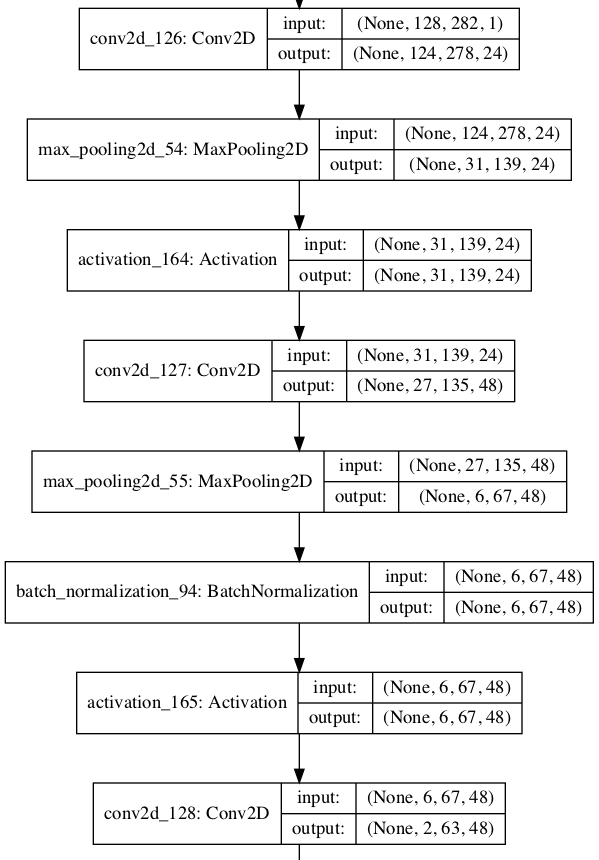 conv2d_126: Conv2D
input: (None, 128, 282, 1)
output: (None, 124, 278, 24)
max_pooling2d_54: MaxPooling2D
input: (None, 124, 278, 24)
output: (None, 31, 139, 24)
activation_164: Activation
input: (None, 31, 139, 24)
output: (None, 31, 139, 24)
conv2d_127: Conv2D
input: (None, 31, 139, 24)
output: (None, 27, 135, 48)
max_pooling2d_55: MaxPooling2D
input: (None, 27, 135, 48)
output: (None, 6, 67, 48)
batch_normalization_94: BatchNormalization
input: (None, 6, 67, 48)
output: (None, 6, 67, 48)
activation_165: Activation
input: (None, 6, 67, 48)
output: (None, 6, 67, 48)
conv2d_128: Conv2D
input: (None, 6, 67, 48)
output: (None, 2, 63, 48)